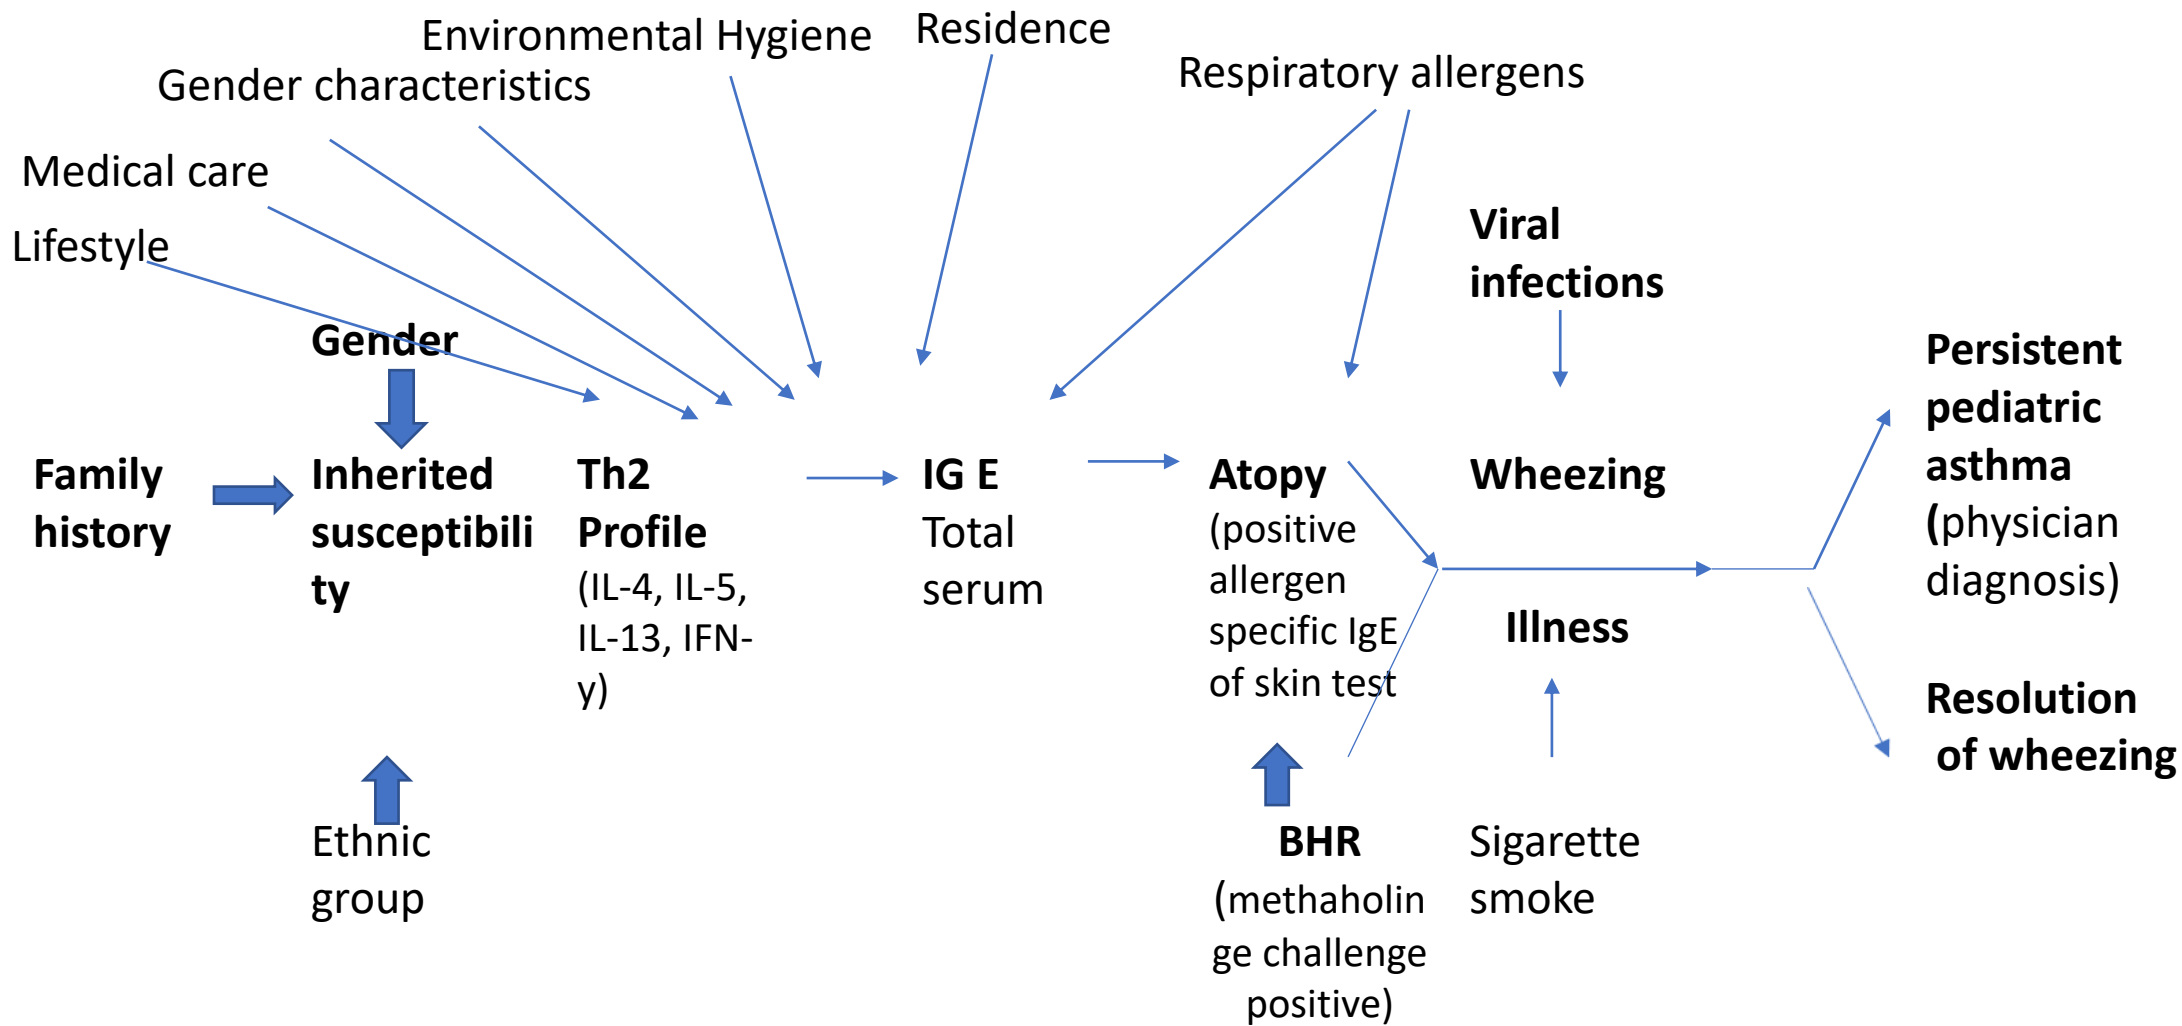 Environmental Hygiene
Residence
Gender characteristics
Respiratory allergens
Medical care
Lifestyle
Viral
infections
Gender
Family
history
Inherited
susceptibili
ty
Th2
Profile
(IL-4, IL-5,
IL-13, IFN-
y)
IG E
Total
serum
Atopy
(positive
allergen
specific IgE
of skin test
Wheezing
Illness
Persistent
pediatric
asthma
(physician
diagnosis)
Resolution
of wheezing
Ethnic
group
BHR
(methaholin
ge challenge
positive)
Sigarette
smoke